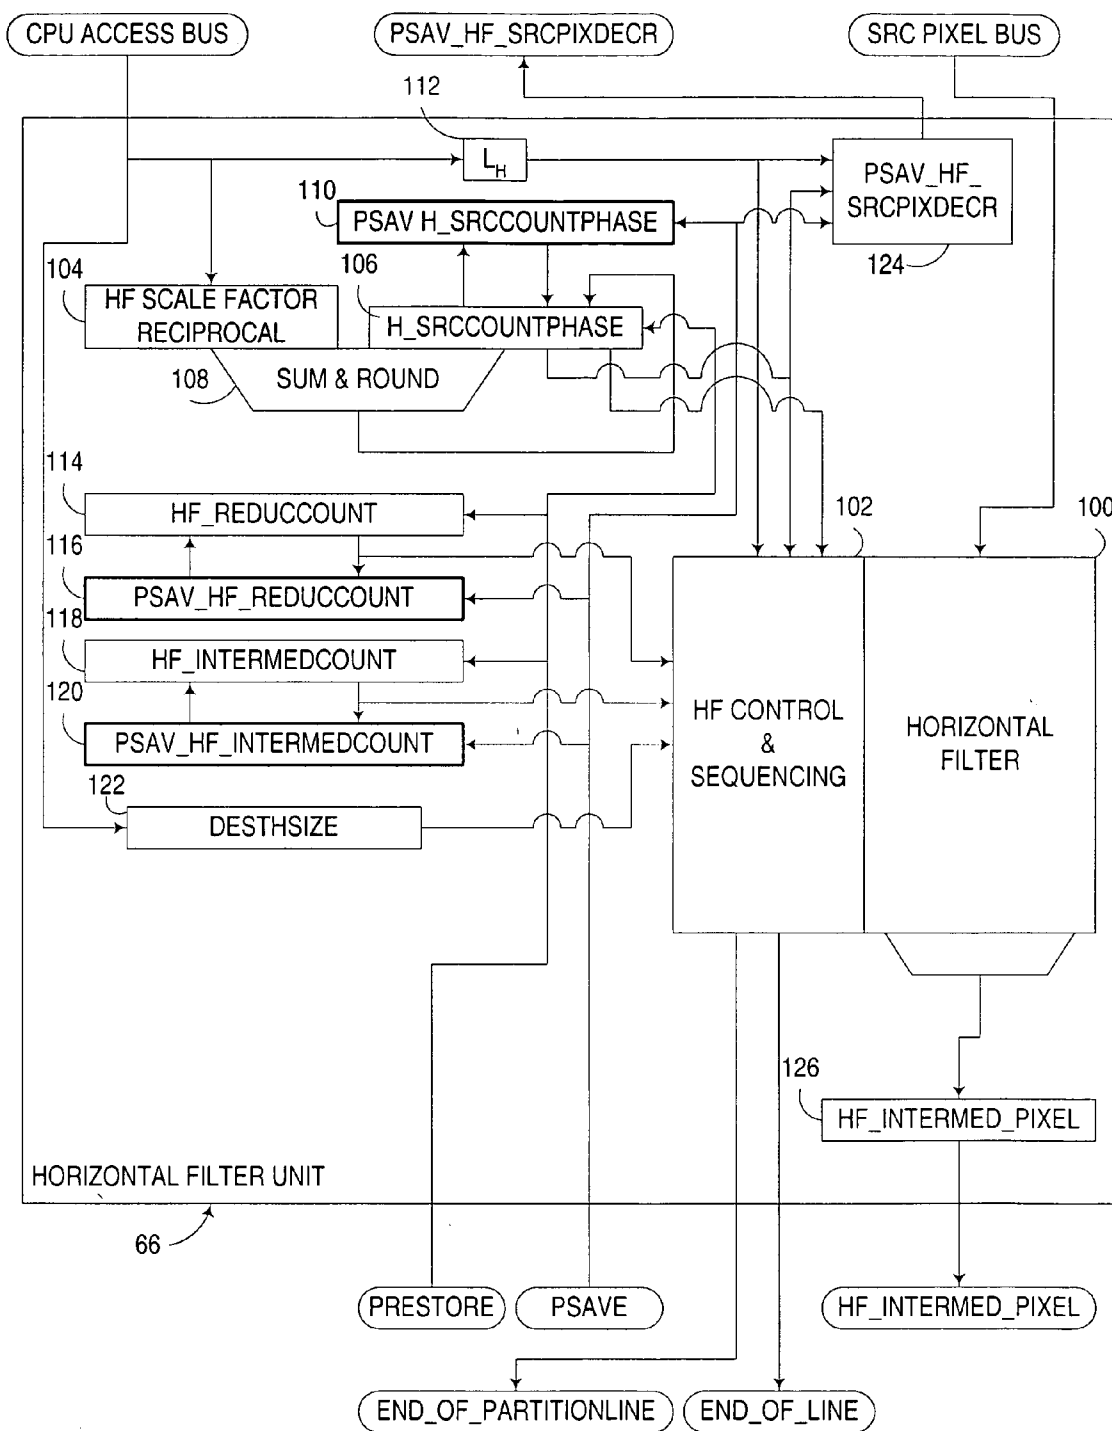 CPU ACCESS BUS
PSAV_HF_SRCPIXDECR
SRC PIXEL BUS
112
L_H
PSAV_HF_
SRCPIXDECR
124
110
PSAV H_SRCCOUNTPHASE
104
HF SCALE FACTOR
RECIPROCAL
106
H_SRCCOUNTPHASE
108
SUM & ROUND
114
HF_REDUCCOUNT
116
PSAV_HF_REDUCCOUNT
118
HF_INTERMEDCOUNT
120
PSAV_HF_INTERMEDCOUNT
122
DESTHSIZE
102
HF CONTROL
&
SEQUENCING
100
HORIZONTAL
FILTER
126
HF_INTERMED_PIXEL
HORIZONTAL FILTER UNIT
66
PRESTORE
PSAVE
HF_INTERMED_PIXEL
END_OF_PARTITIONLINE
END_OF_LINE